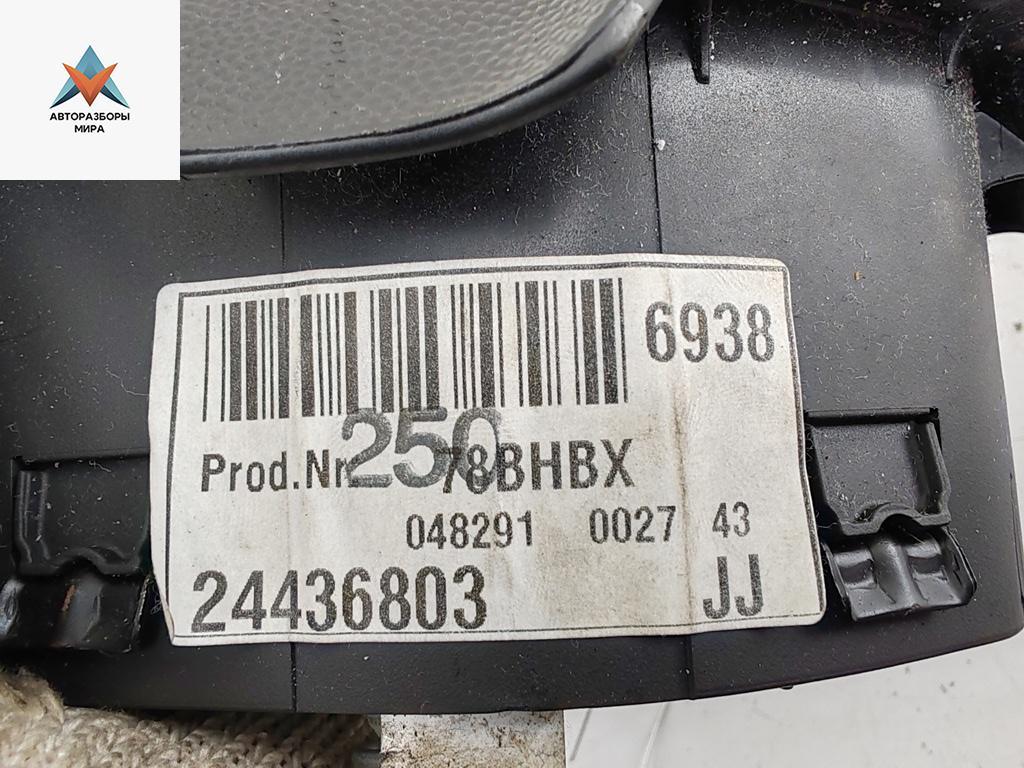 АВТОРАЗБОРЫ
МИРА
6938
250
Prod.Nr. 78BHBX
048291 0027 43
24436803 JJ